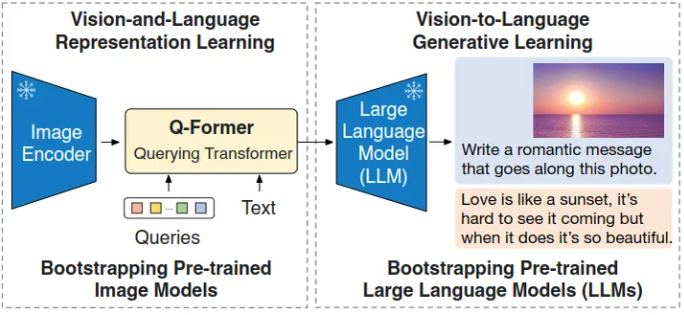 Vision-and-Language
Representation Learning
Image
Encoder
Q-Former
Querying Transformer
...
Queries
Text
Bootstrapping Pre-trained
Image Models
Vision-to-Language
Generative Learning
Large
Language
Model
(LLM)
Write a romantic message
that goes along this photo.
Love is like a sunset, it's
hard to see it coming but
when it does it's so beautiful.
Bootstrapping Pre-trained
Large Language Models (LLMs)